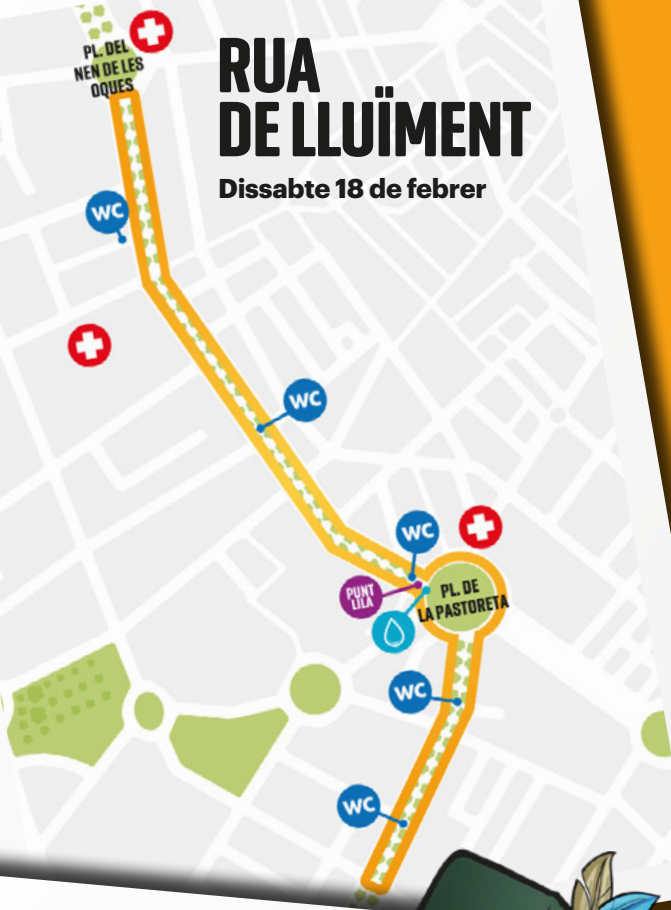 PL. DEL
NEN DE LES
OQUES
RUA
DE LLUÏMENT
Dissabte 18 de febrer
WC
WC
WC
PUNT
LILA
PL. DE
LA PASTORETA
WC
WC